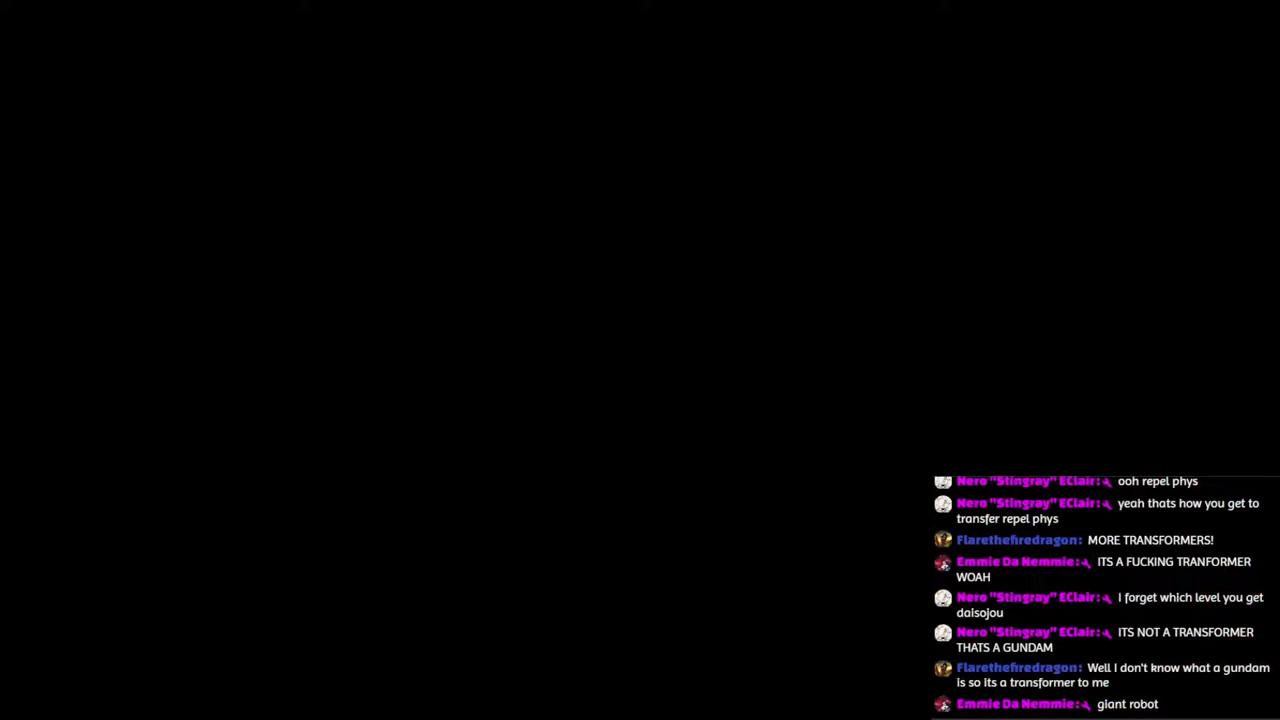 Nero "Stingray" EClair: ooh repel phys
Nero "Stingray" EClair: yeah thats how you get to
transfer repel phys
Flarethefiredragon: MORE TRANSFORMERS!
Emmie Da Nemmie: ITS A FUCKING TRANFORMER
WOAH
Nero "Stingray" EClair: I forget which level you get
daisojou
Nero "Stingray" EClair: ITS NOT A TRANSFORMER
THATS A GUNDAM
Flarethefiredragon: Well I don't know what a gundam
is so its a transformer to me
Emmie Da Nemmie: giant robot